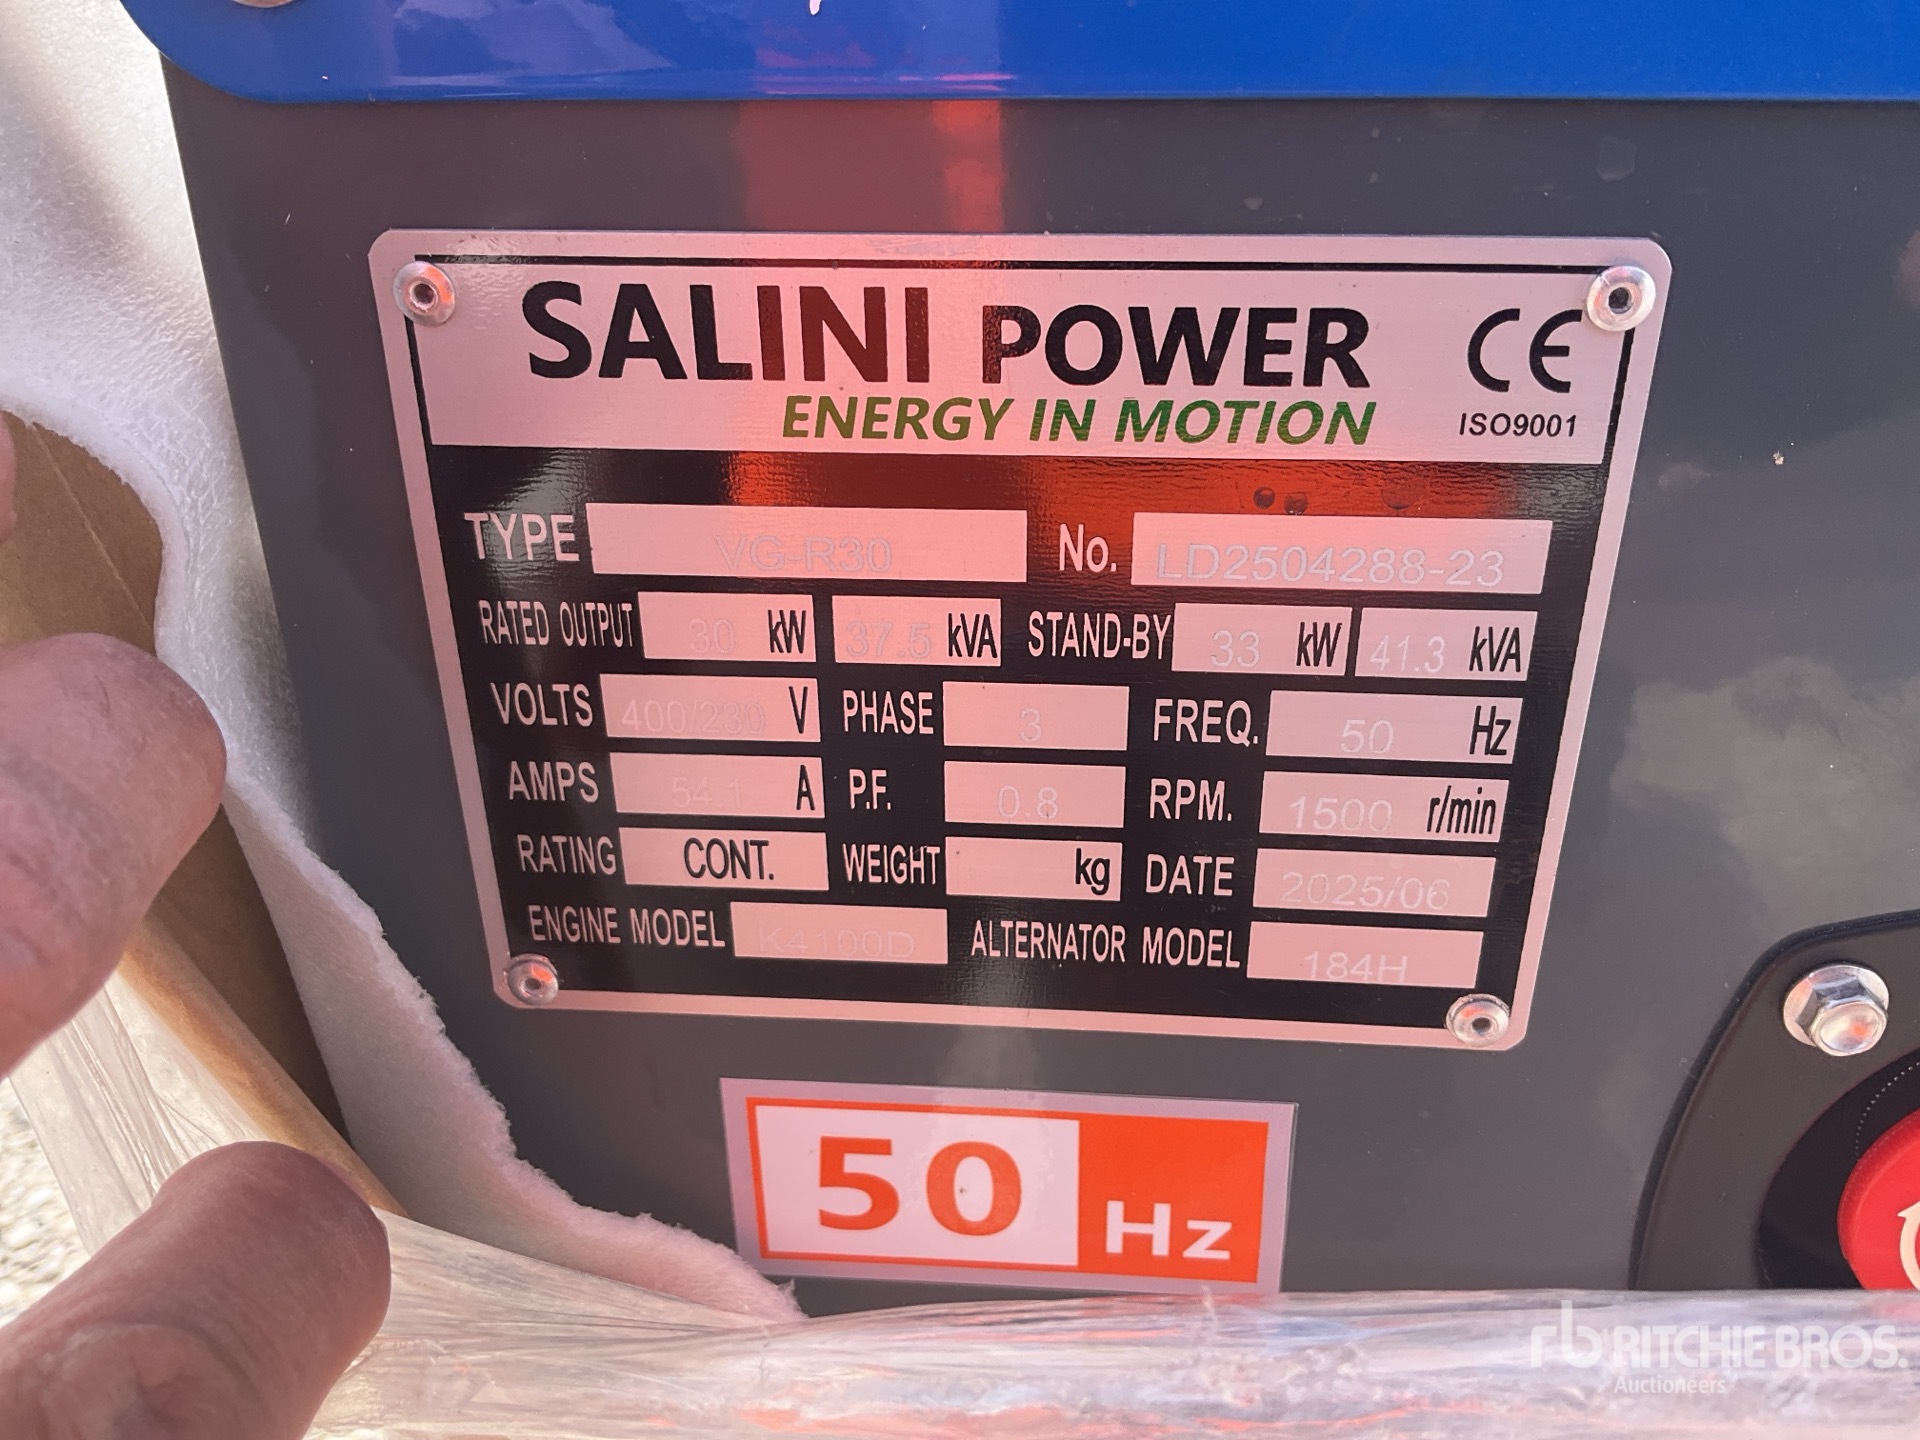 SALINI POWER CE
ENERGY IN MOTION ISO9001
TYPE VG-R30 No. LD2504288-23
RATED OUTPUT 30 kW 37.5 kVA STAND-BY 33 kW 41.3 kVA
VOLTS 400/230 V PHASE 3 FREQ. 50 Hz
AMPS 54.1 A P.F. 0.8 RPM. 1500 r/min
RATING CONT. WEIGHT kg DATE 2025/06
ENGINE MODEL K4100D ALTERNATOR MODEL 184H
50 Hz
rb RITCHIE BROS.
Auctioneers